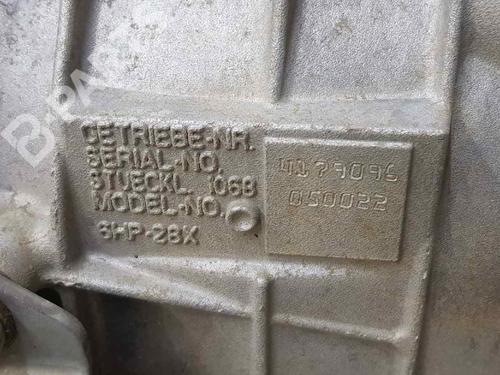 GETRIEBE-NR.
SERIAL-NO.
STUECKL. 1068
MODEL-NO.
6HP-28X
4179096
050022
B-PARTS